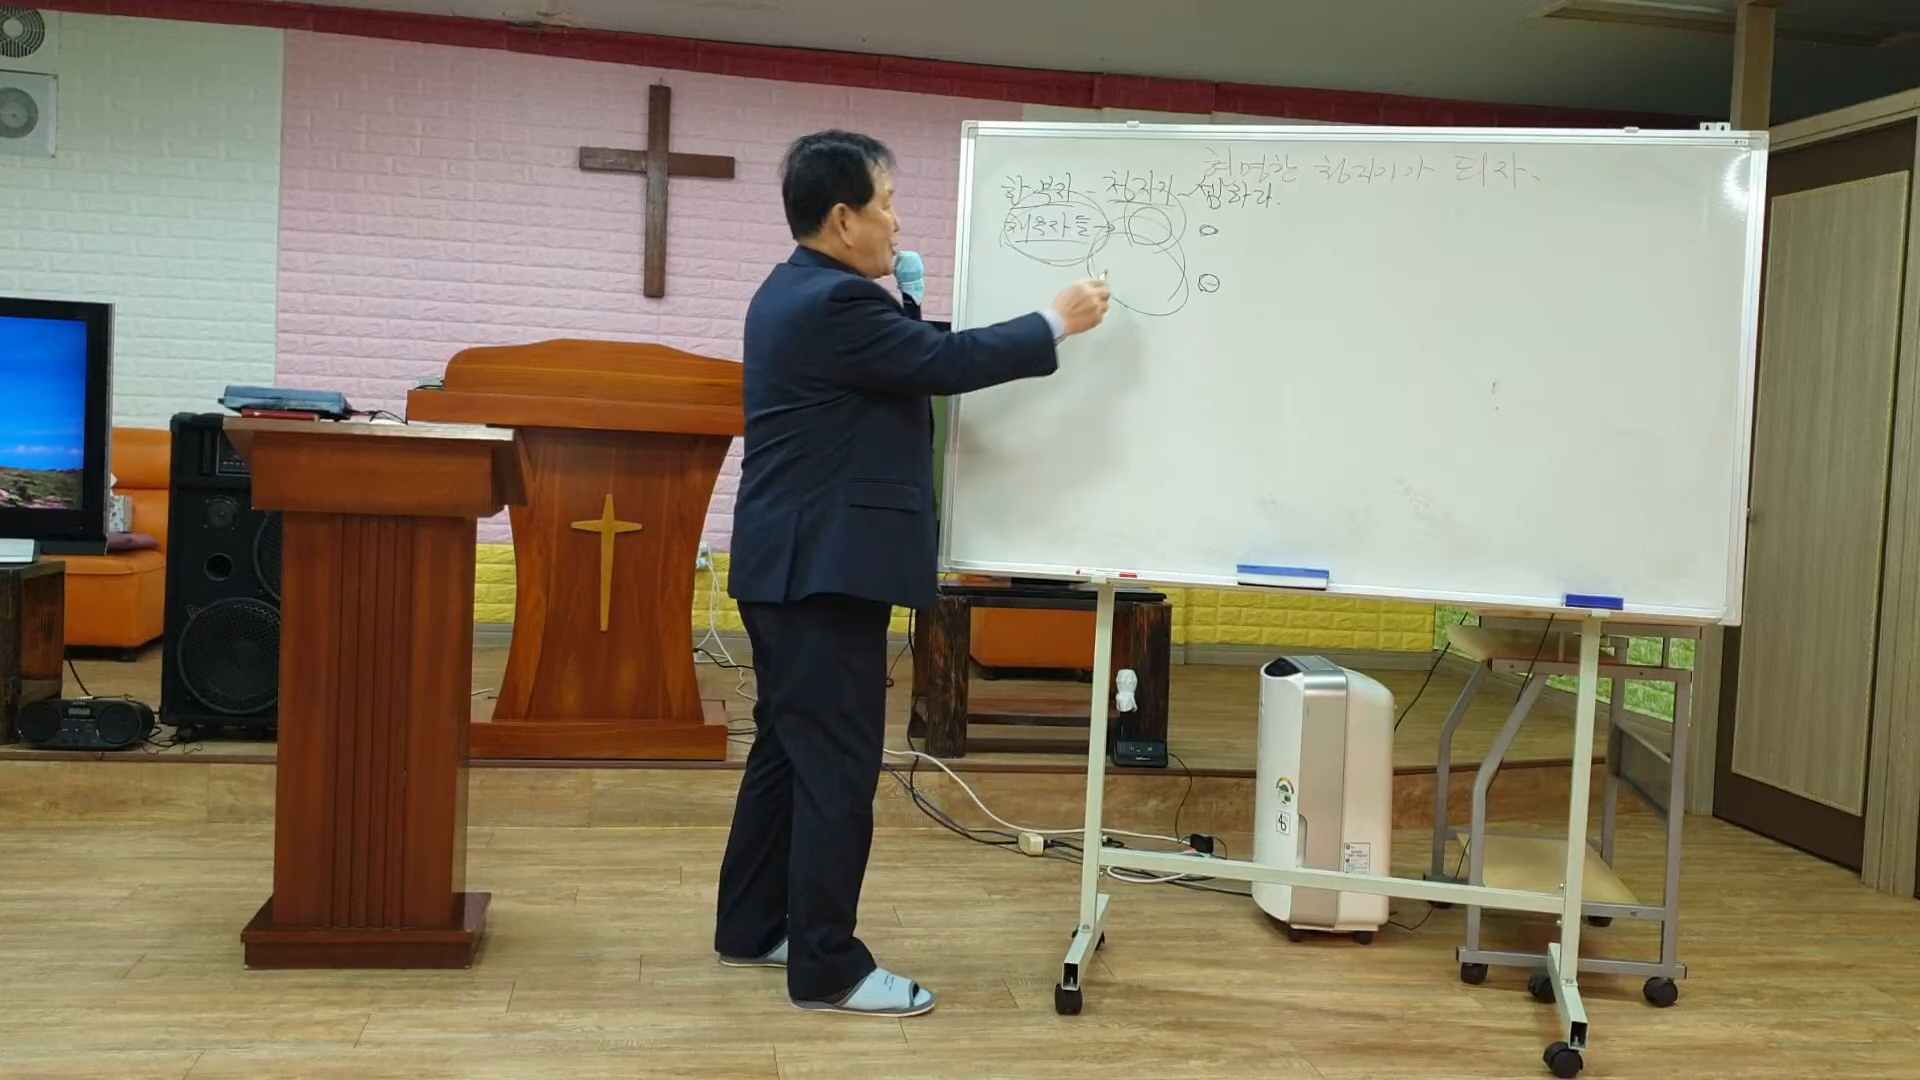 현명한 청지기가 되자.
한 부자 - 청지기 - 셈하라.
채무자들